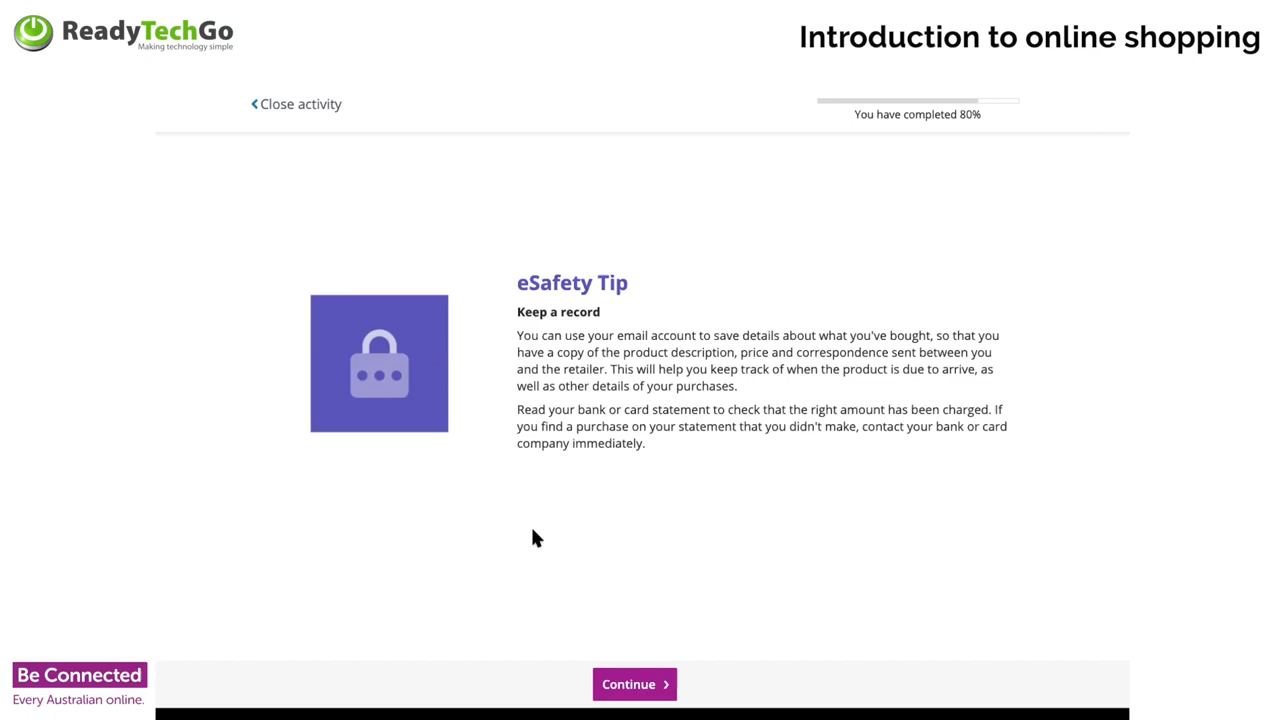 ReadyTechGo
Making technology simple
Introduction to online shopping
Close activity
You have completed 80%
eSafety Tip
Keep a record
You can use your email account to save details about what you've bought, so that you
have a copy of the product description, price and correspondence sent between you
and the retailer. This will help you keep track of when the product is due to arrive, as
well as other details of your purchases.
Read your bank or card statement to check that the right amount has been charged. If
you find a purchase on your statement that you didn't make, contact your bank or card
company immediately.
Continue
Be Connected
Every Australian online.